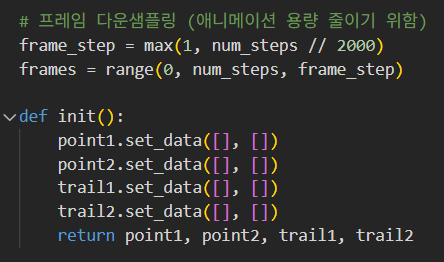 # 프레임 다운샘플링 (애니메이션 용량 줄이기 위함)
frame_step = max(1, num_steps // 2000)
frames = range(0, num_steps, frame_step)
def init():
    point1.set_data([], [])
    point2.set_data([], [])
    trail1.set_data([], [])
    trail2.set_data([], [])
    return point1, point2, trail1, trail2